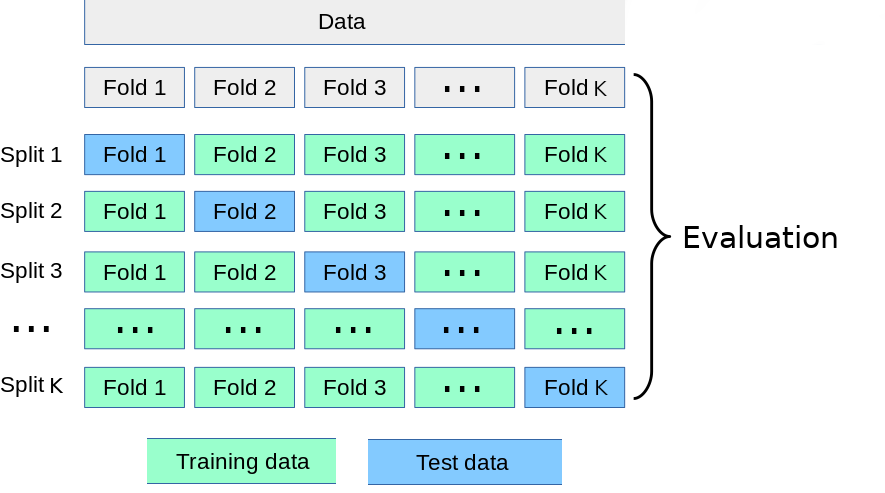 Data
Fold 1 Fold 2 Fold 3 ... Fold K
Split 1 Fold 1 Fold 2 Fold 3 ... Fold K
Split 2 Fold 1 Fold 2 Fold 3 ... Fold K
Evaluation
Split 3 Fold 1 Fold 2 Fold 3 ... Fold K
... ... ... ... ... ...
Split K Fold 1 Fold 2 Fold 3 ... Fold K
Training data Test data